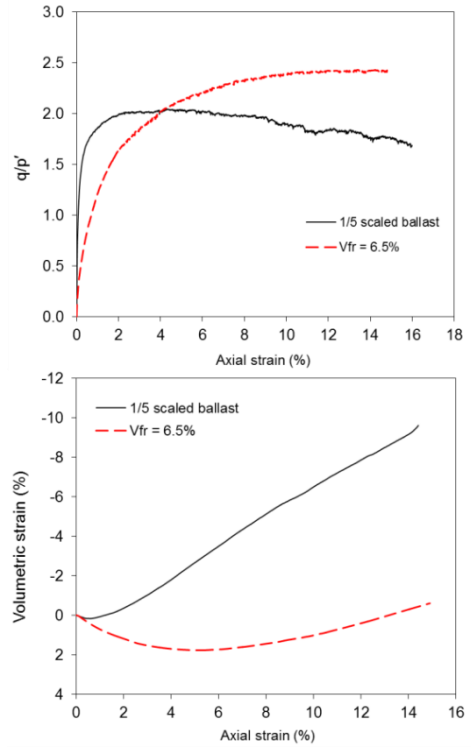 3.0
2.5
2.0
1.5
1.0
0.5
0.0
q/p'
1/5 scaled ballast
Vfr = 6.5%
0 2 4 6 8 10 12 14 16 18
Axial strain (%)
-12
-10
-8
-6
-4
-2
0
2
4
Volumetric strain (%)
1/5 scaled ballast
Vfr = 6.5%
0 2 4 6 8 10 12 14 16
Axial strain (%)